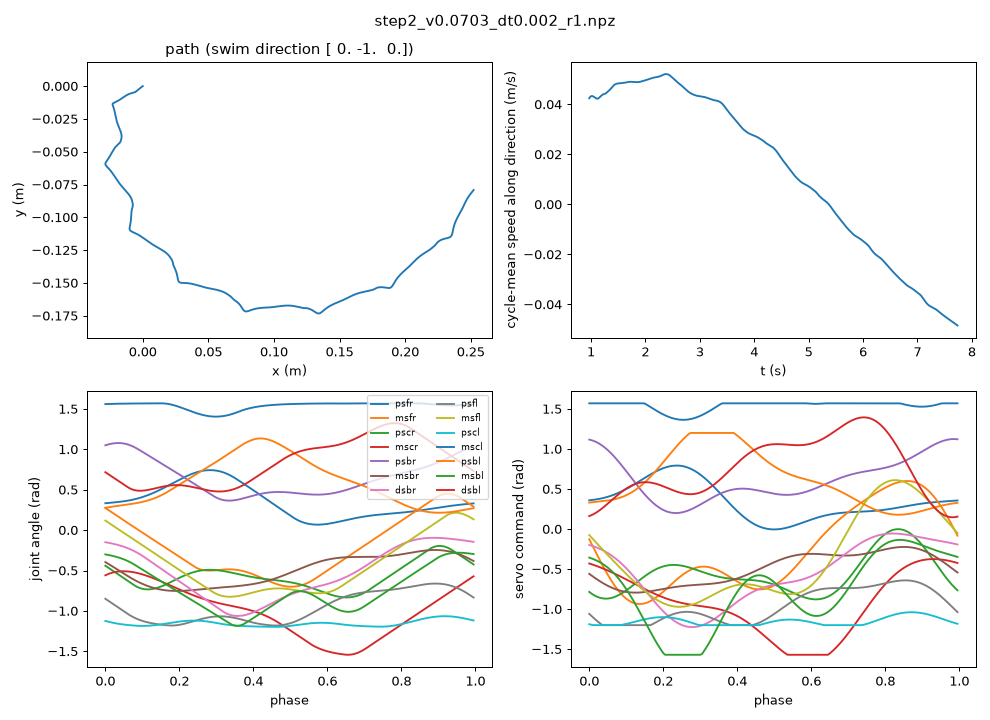 step2_v0.0703_dt0.002_r1.npz
path (swim direction [ 0. -1.  0.])
0.000
−0.025
−0.050
−0.075
−0.100
−0.125
−0.150
−0.175
y (m)
0.00
0.05
0.10
0.15
0.20
0.25
x (m)
0.04
0.02
0.00
−0.02
−0.04
cycle-mean speed along direction (m/s)
1
2
3
4
5
6
7
8
t (s)
1.5
1.0
0.5
0.0
−0.5
−1.0
−1.5
joint angle (rad)
psfr
msfr
pscr
mscr
psbr
msbr
dsbr
psfl
msfl
pscl
mscl
psbl
msbl
dsbl
0.0
0.2
0.4
0.6
0.8
1.0
phase
1.5
1.0
0.5
0.0
−0.5
−1.0
−1.5
servo command (rad)
0.0
0.2
0.4
0.6
0.8
1.0
phase